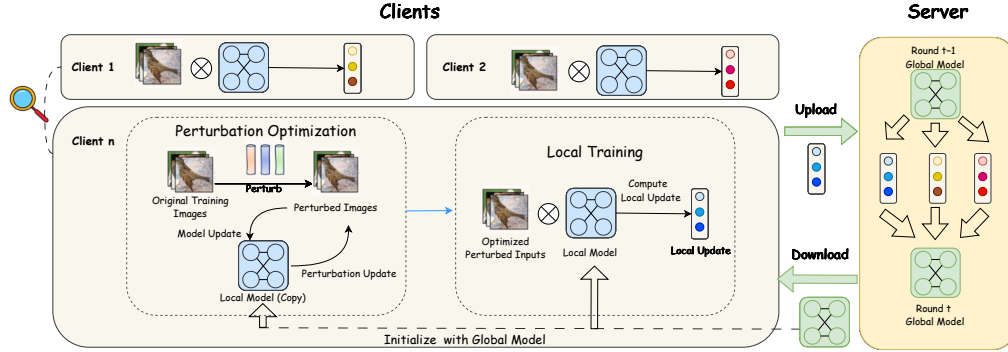 Clients
Server
Client 1
Client 2
Round t-1
Global Model
Client n
Perturbation Optimization
Perturb
Original Training
Images
Perturbed Images
Model Update
Perturbation Update
Local Model (Copy)
Local Training
Compute
Local Update
Optimized
Perturbed Inputs
Local Model
Local Update
Upload
Download
Round t
Global Model
Initialize with Global Model